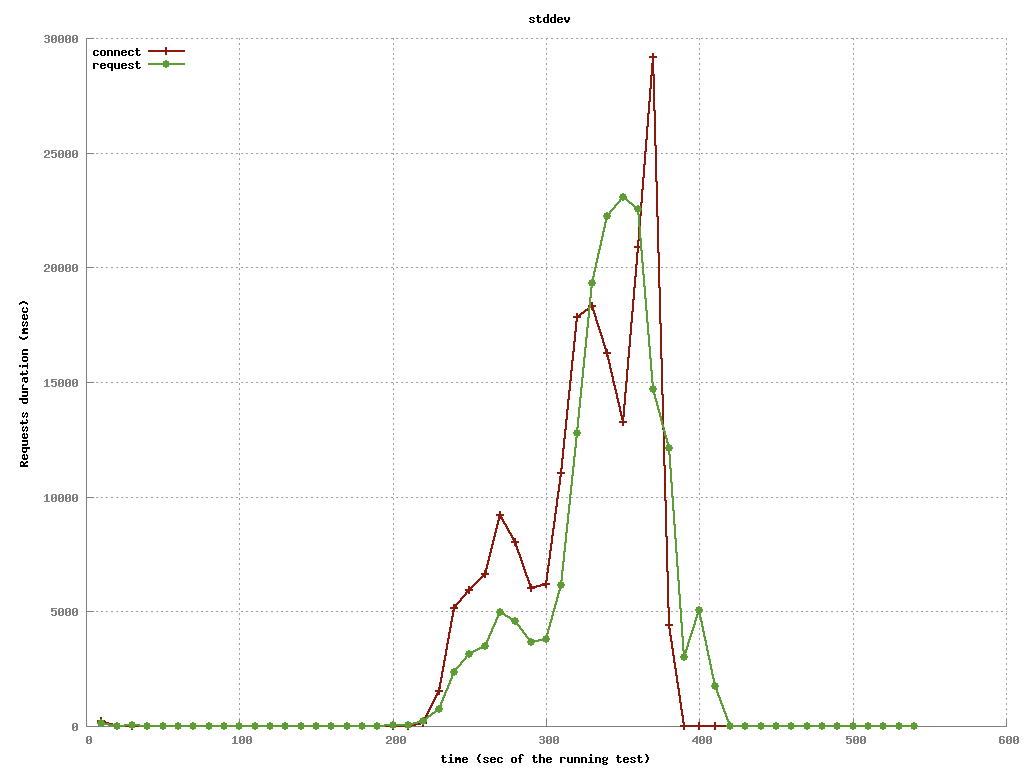 stddev
connect
request
30000
25000
20000
15000
10000
5000
0
Requests duration (msec)
0 100 200 300 400 500 600
time (sec of the running test)